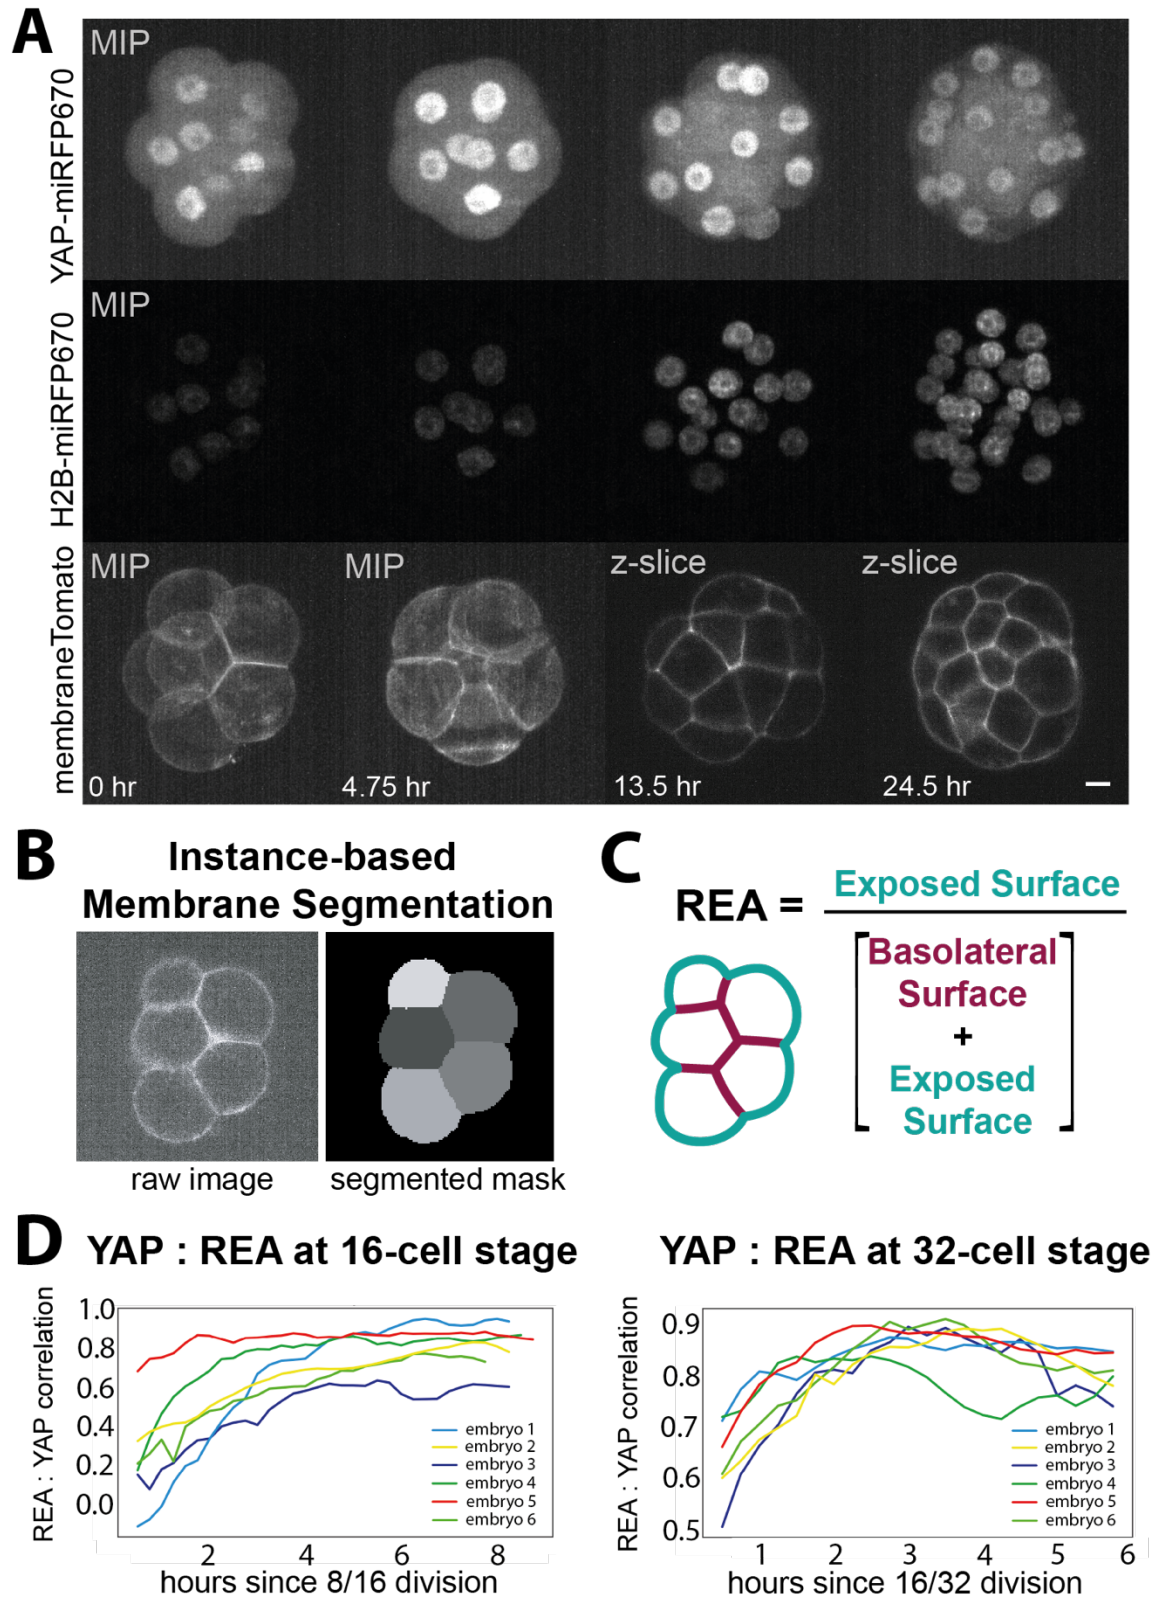 A
MIP
YAP-miRFP670
MIP
H2B-miRFP670
MIP
MIP
z-slice
z-slice
membraneTomato
0 hr
4.75 hr
13.5 hr
24.5 hr
B
Instance-based
Membrane Segmentation
raw image
segmented mask
C
REA =
Exposed Surface
Basolateral
Surface
+
Exposed
Surface
D
YAP : REA at 16-cell stage
REA : YAP correlation
1.0
0.8
0.6
0.4
0.2
0.0
embryo 1
embryo 2
embryo 3
embryo 4
embryo 5
embryo 6
2 4 6 8
hours since 8/16 division
YAP : REA at 32-cell stage
REA : YAP correlation
0.9
0.8
0.7
0.6
0.5
embryo 1
embryo 2
embryo 3
embryo 4
embryo 5
embryo 6
1 2 3 4 5 6
hours since 16/32 division